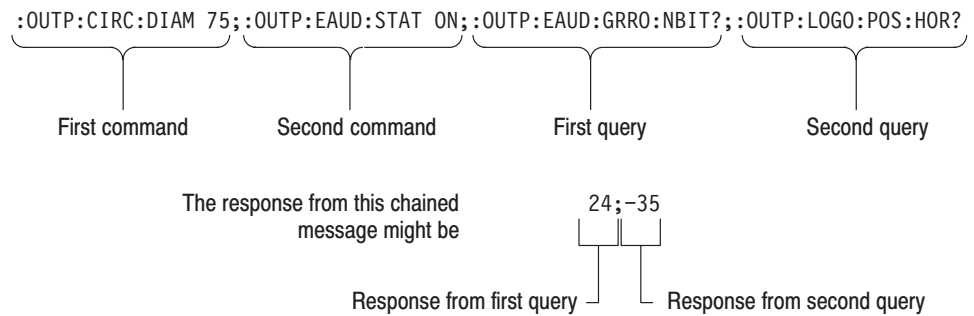 :OUTP:CIRC:DIAM 75;:OUTP:EAUD:STAT ON;:OUTP:EAUD:GRRO:NBIT?;:OUTP:LOGO:POS:HOR?
First command Second command First query Second query
The response from this chained 24;-35
message might be
Response from first query Response from second query